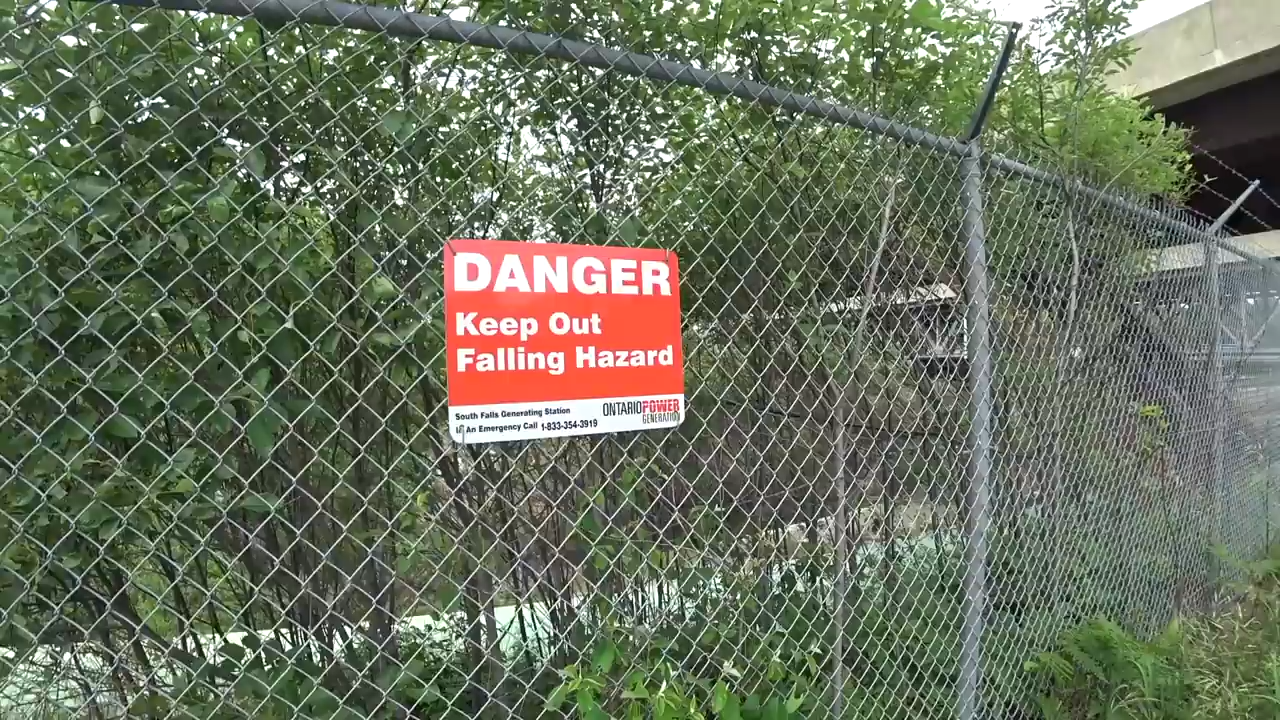 DANGER
Keep Out
Falling Hazard
South Falls Generating Station
In An Emergency Call 1-833-354-3919
ONTARIOPOWER
GENERATION